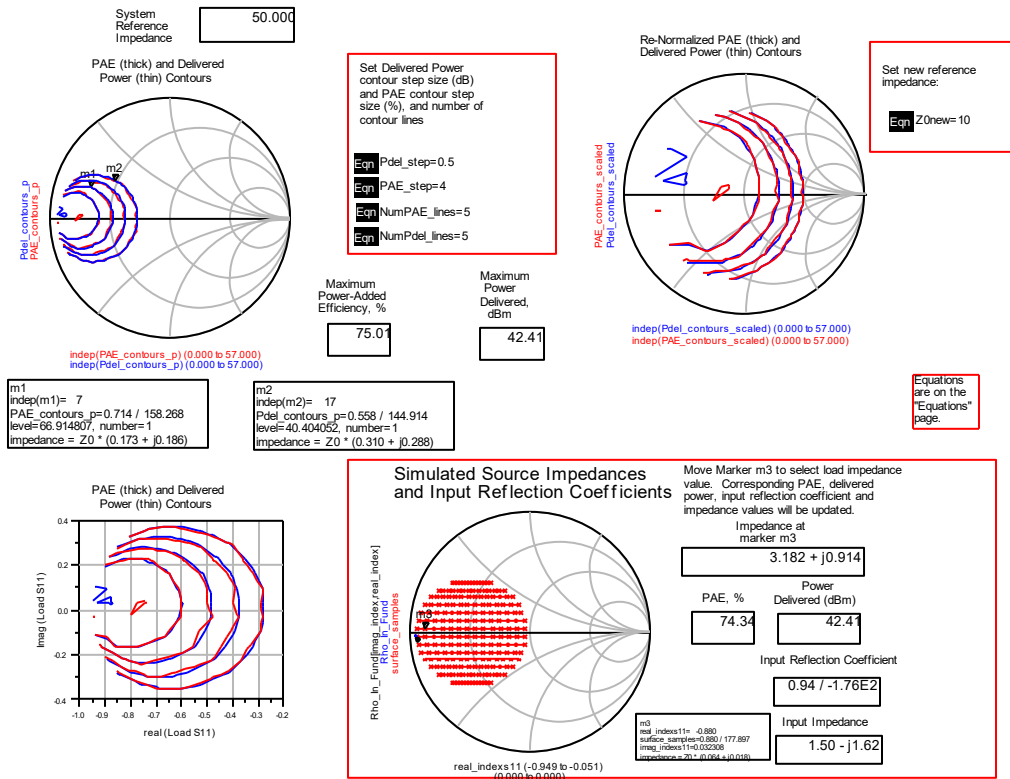 System
Reference
Impedance
50.000
PAE (thick) and Delivered
Power (thin) Contours
m1
m2
Pdel_contours_p
PAE_contours_p
indep(PAE_contours_p) (0.000 to 57.000)
indep(Pdel_contours_p) (0.000 to 57.000)
Set Delivered Power
contour step size (dB)
and PAE contour step
size (%), and number of
contour lines
Eqn Pdel_step=0.5
Eqn PAE_step=4
Eqn NumPAE_lines=5
Eqn NumPdel_lines=5
Maximum
Power-Added
Efficiency, %
75.01
Maximum
Power
Delivered,
dBm
42.41
Re-Normalized PAE (thick) and
Delivered Power (thin) Contours
PAE_contours_scaled
Pdel_contours_scaled
indep(Pdel_contours_scaled) (0.000 to 57.000)
indep(PAE_contours_scaled) (0.000 to 57.000)
Set new reference
impedance:
Eqn Z0new=10
Equations
are on the
"Equations"
page.
m1
indep(m1)= 7
PAE_contours_p=0.714 / 158.268
level=66.914807, number=1
impedance = Z0 * (0.173 + j0.186)
m2
indep(m2)= 17
Pdel_contours_p=0.558 / 144.914
level=40.404052, number=1
impedance = Z0 * (0.310 + j0.288)
PAE (thick) and Delivered
Power (thin) Contours
Imag (Load S11)
0.4
0.2
0.0
-0.2
-0.4
-1.0 -0.9 -0.8 -0.7 -0.6 -0.5 -0.4 -0.3 -0.2
real (Load S11)
Simulated Source Impedances
and Input Reflection Coefficients
Rho_In_Fund[imag_index,real_index]
Rho_In_Fund
surface_samples
m3
real_indexs11 (-0.949 to -0.051)
(0.000 to 0.000)
Move Marker m3 to select load impedance
value. Corresponding PAE, delivered
power, input reflection coefficient and
impedance values will be updated.
Impedance at
marker m3
3.182 + j0.914
PAE, %
74.34
Power
Delivered (dBm)
42.41
Input Reflection Coefficient
0.94 / -1.76E2
Input Impedance
1.50 - j1.62
m3
real_indexs11= -0.880
surface_samples=0.880 / 177.897
imag_indexs11=0.032308
impedance = Z0 * (0.064 + j0.018)